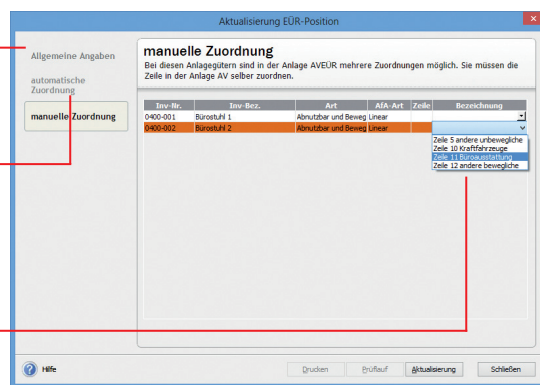 Aktualisierung EÜR-Position
Allgemeine Angaben
automatische
Zuordnung
manuelle Zuordnung
manuelle Zuordnung
Bei diesen Anlagegütern sind in der Anlage AVEÜR mehrere Zuordnungen möglich. Sie müssen die
Zeile in der Anlage AV selber zuordnen.
Inv-Nr. Inv-Bez. Art AfA-Art Zeile Bezeichnung
0400-001 Bürostuhl 1 Abnutzbar und Beweg Linear
0400-002 Bürostuhl 2 Abnutzbar und Beweg Linear
Zeile 5 andere unbewegliche
Zeile 10 Kraftfahrzeuge
Zeile 11 Büroausstattung
Zeile 12 andere bewegliche
Hilfe Drucken Prüflauf Aktualisierung Schließen